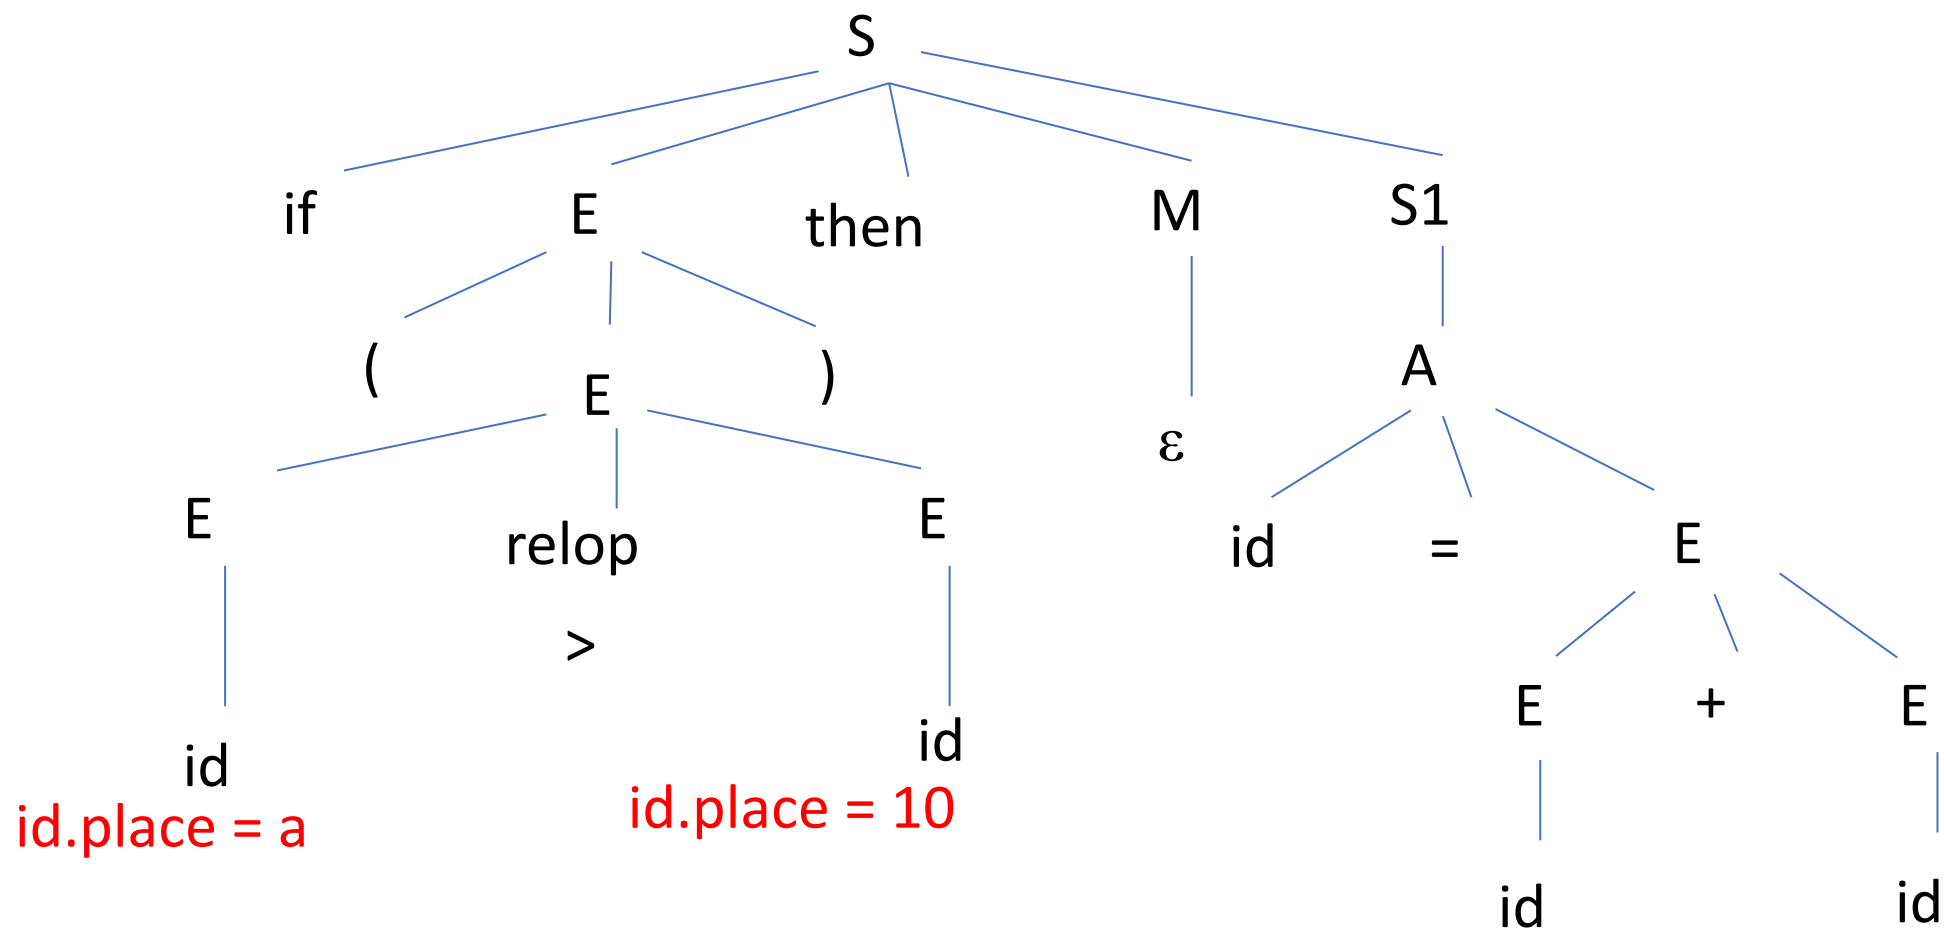 S
if E then M S1
( E ) A
ε
E relop E id = E
>
E + E
id id
id.place = a id.place = 10
id id